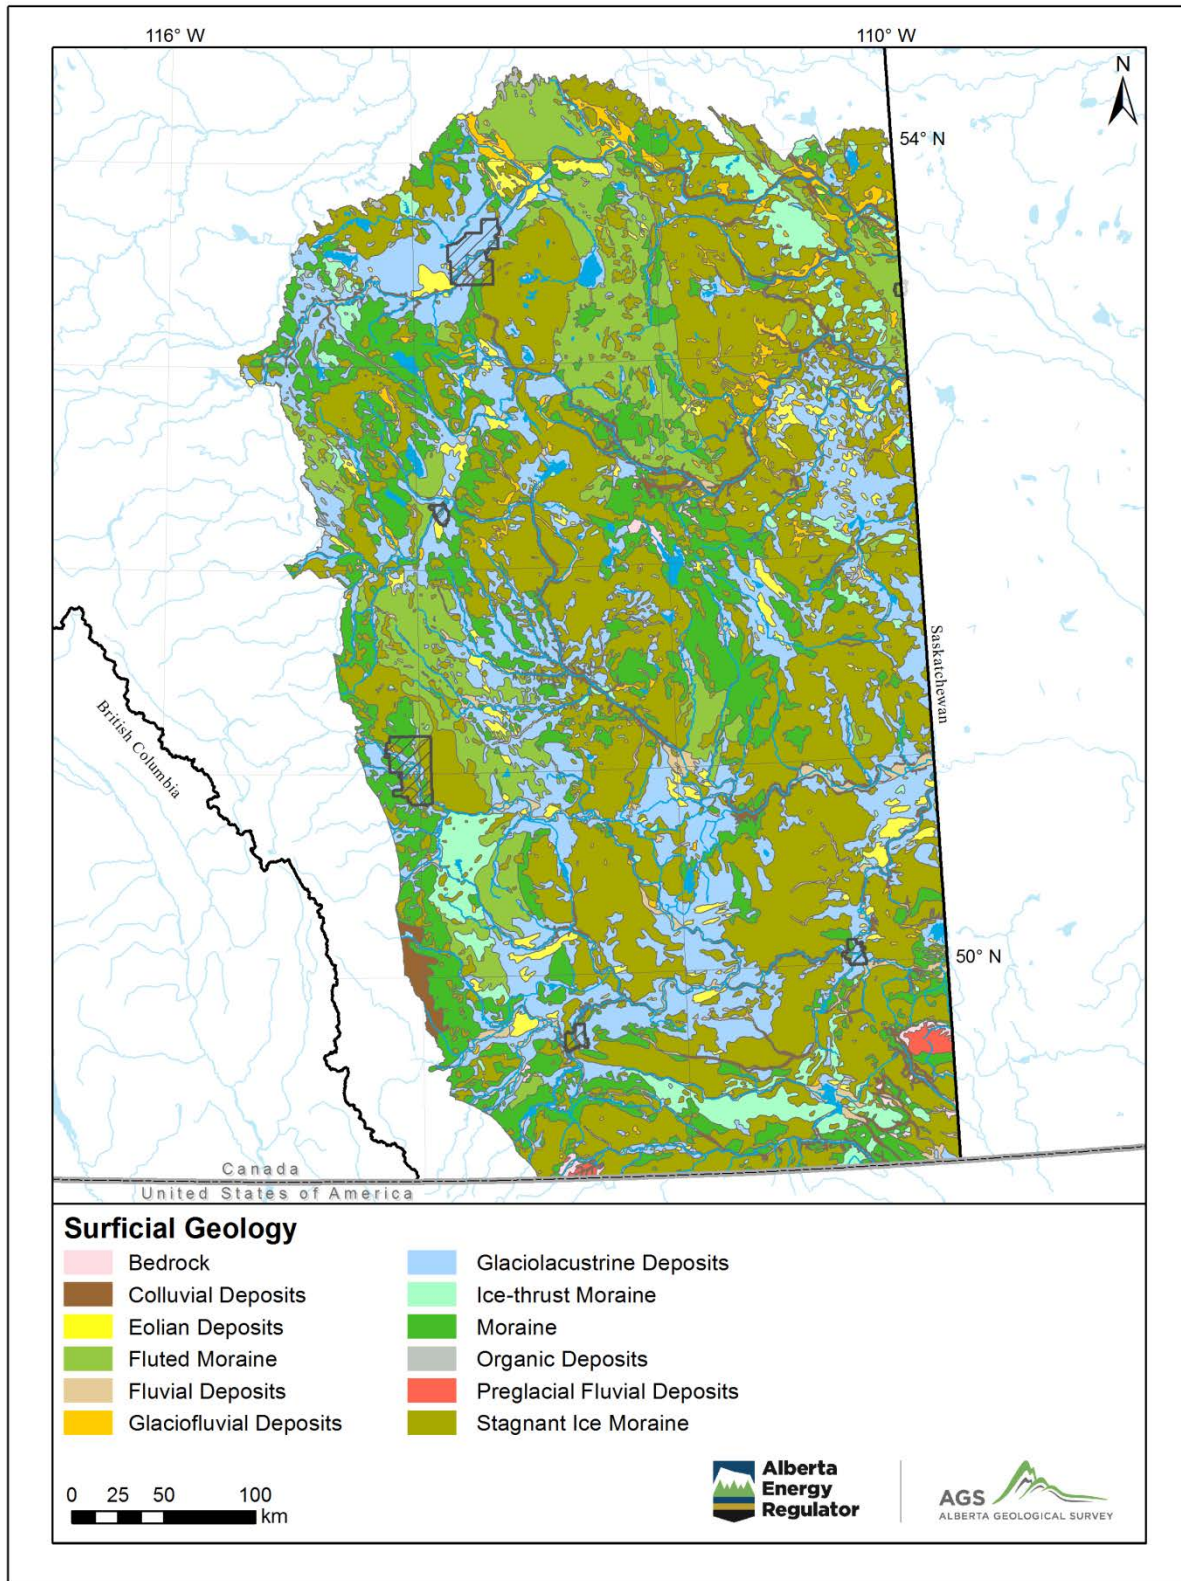 116° W
110° W
N
54° N
Saskatchewan
British Columbia
50° N
Canada
United States of America
Surficial Geology
Bedrock
Colluvial Deposits
Eolian Deposits
Fluted Moraine
Fluvial Deposits
Glaciofluvial Deposits
Glaciolacustrine Deposits
Ice-thrust Moraine
Moraine
Organic Deposits
Preglacial Fluvial Deposits
Stagnant Ice Moraine
0 25 50 100
km
Alberta
Energy
Regulator
AGS
ALBERTA GEOLOGICAL SURVEY